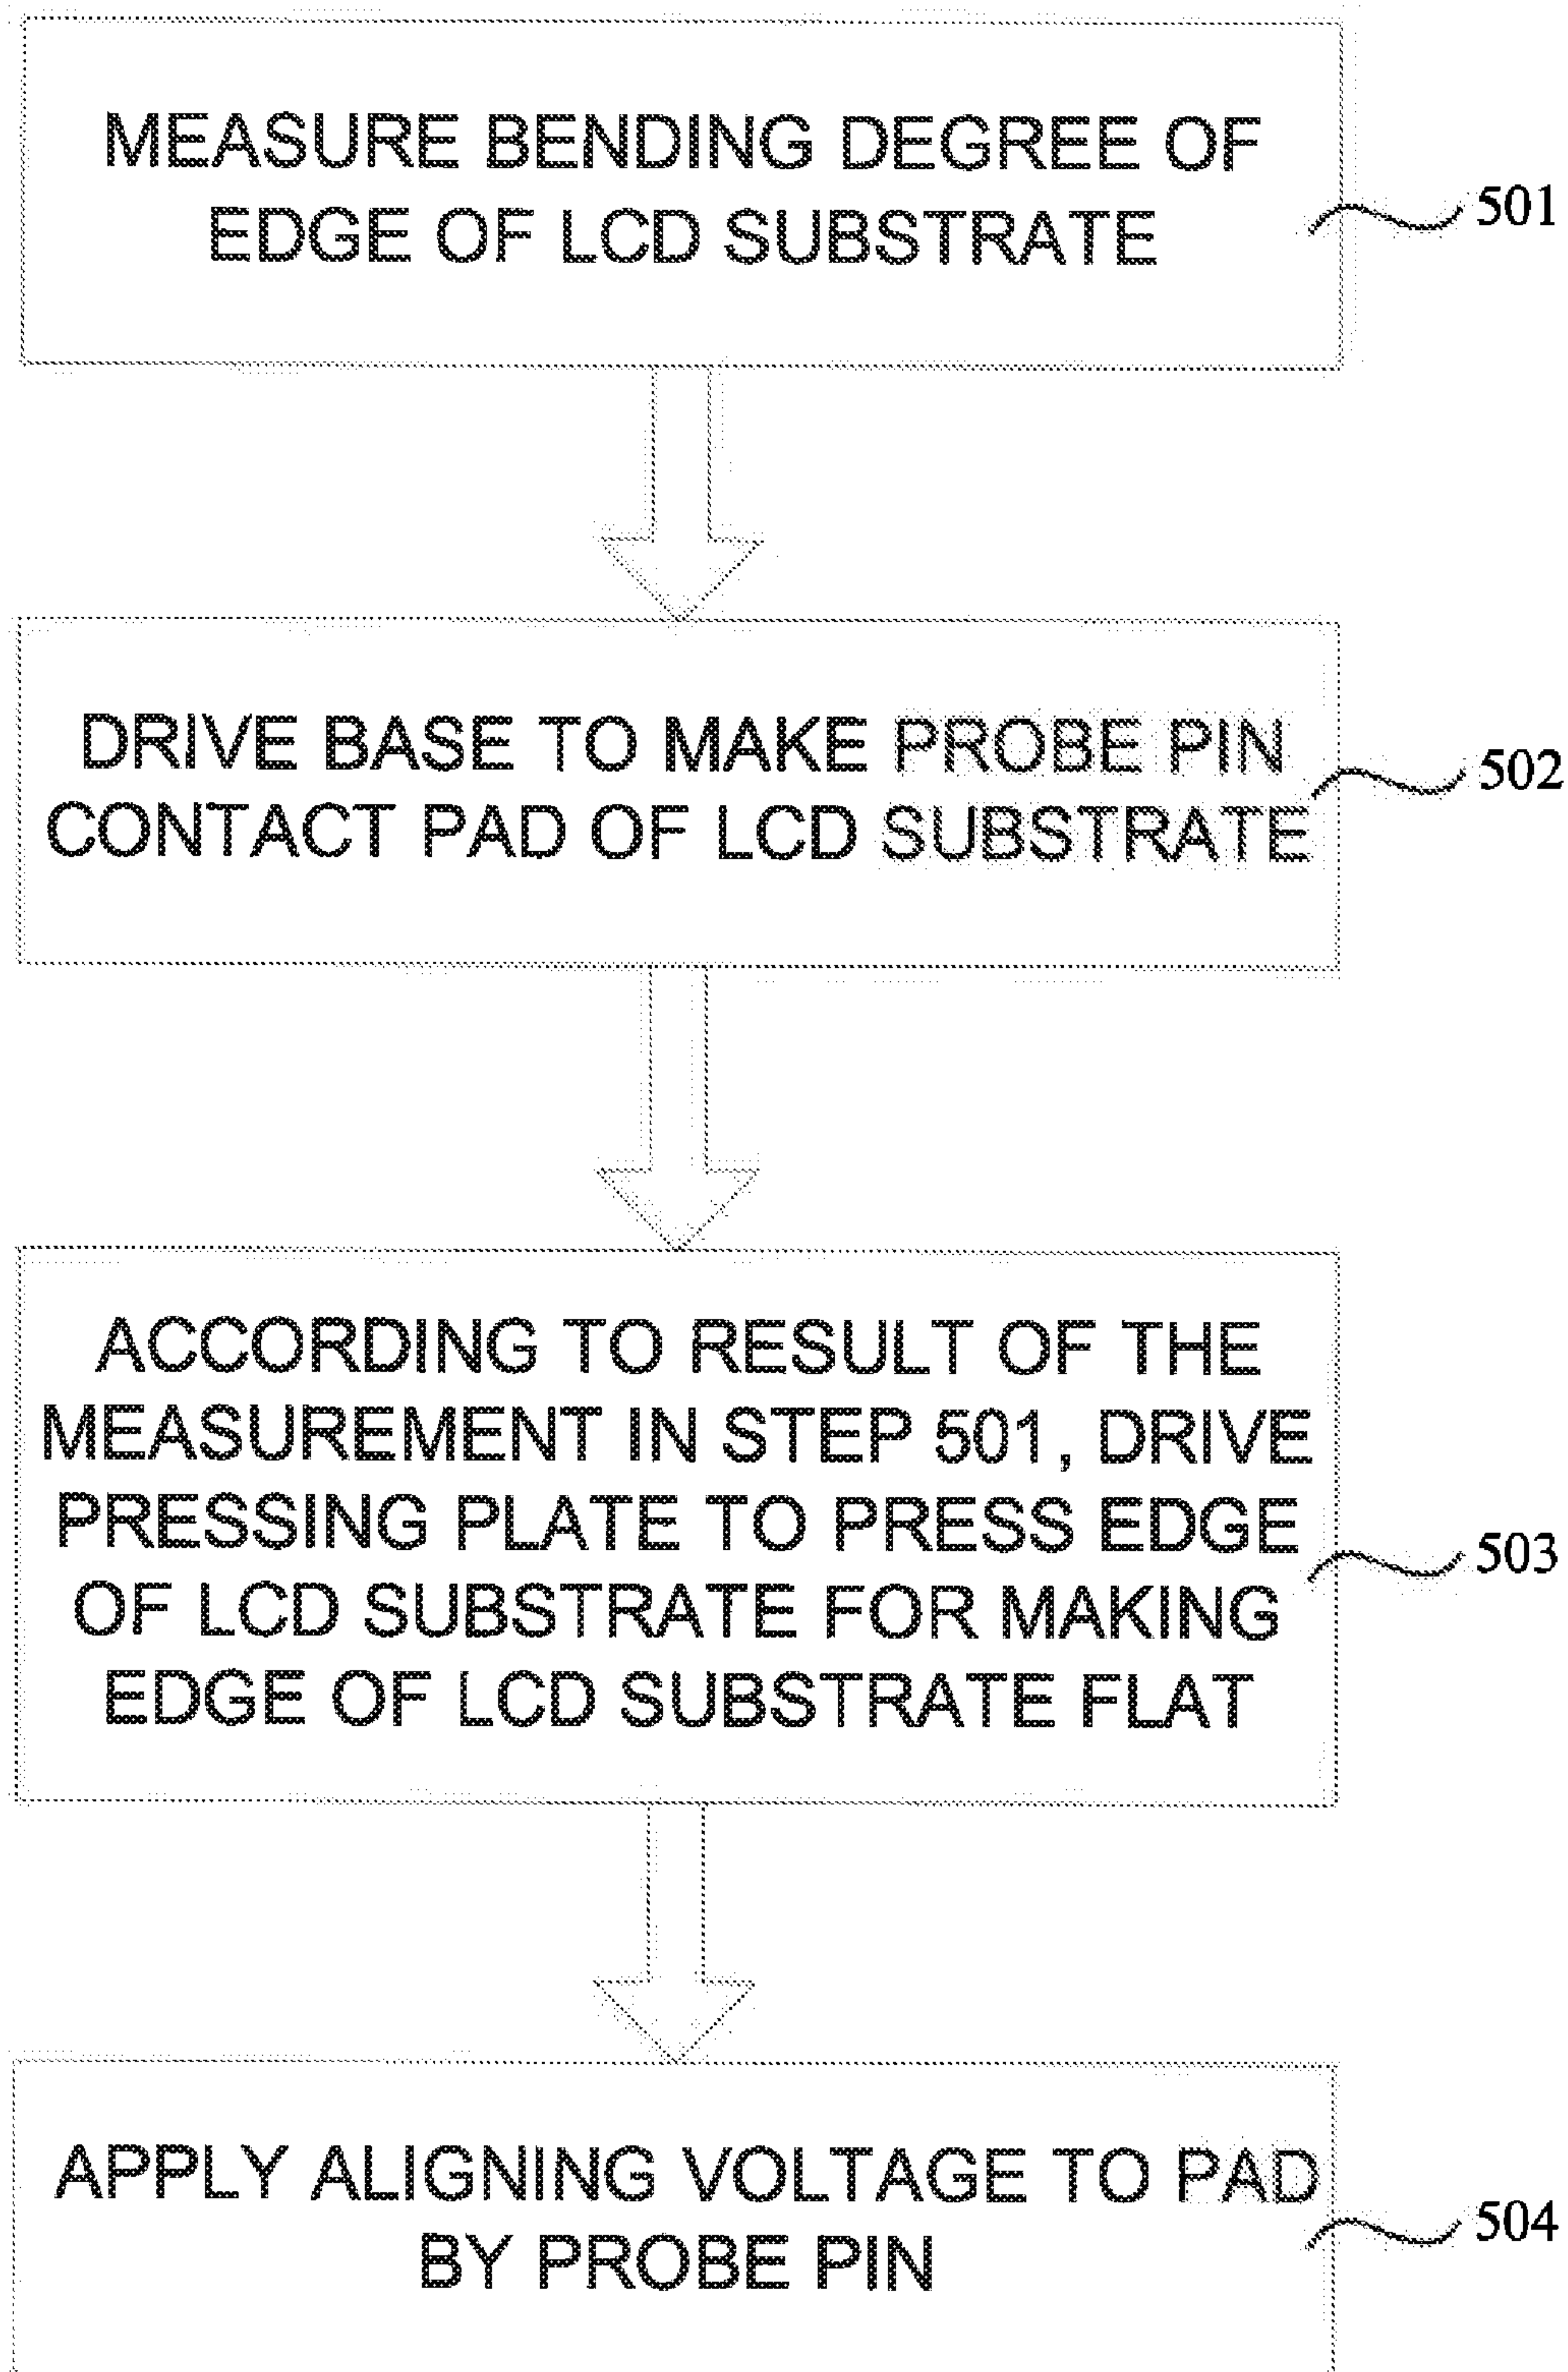 MEASURE BENDING DEGREE OF
EDGE OF LCD SUBSTRATE
501
DRIVE BASE TO MAKE PROBE PIN
CONTACT PAD OF LCD SUBSTRATE
502
ACCORDING TO RESULT OF THE
MEASUREMENT IN STEP 501, DRIVE
PRESSING PLATE TO PRESS EDGE
OF LCD SUBSTRATE FOR MAKING
EDGE OF LCD SUBSTRATE FLAT
503
APPLY ALIGNING VOLTAGE TO PAD
BY PROBE PIN
504